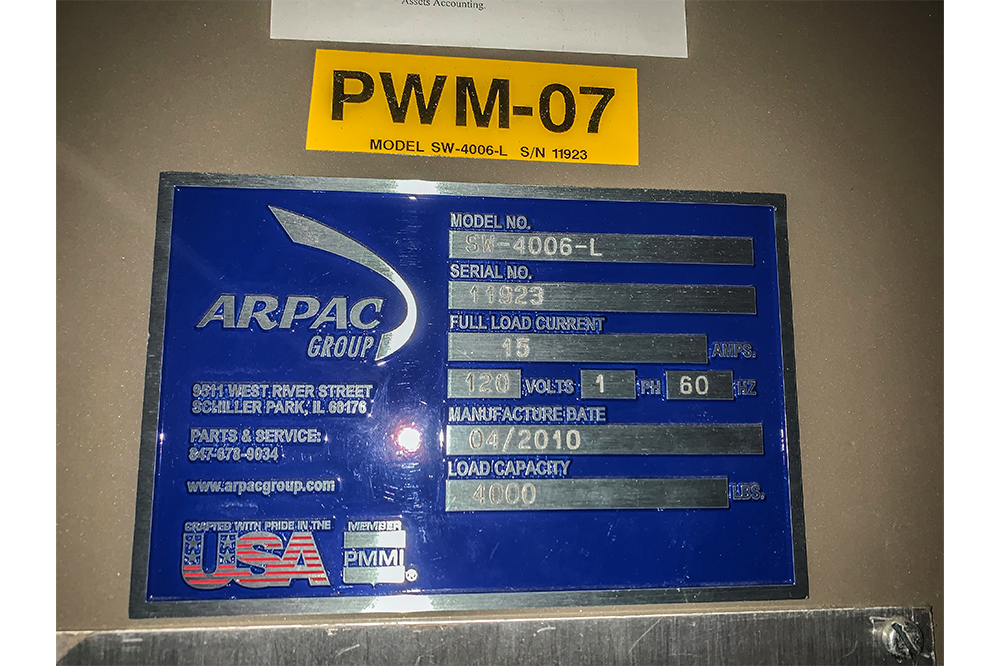 Assets Accounting.
PWM-07
MODEL SW-4006-L S/N 11923
ARPAC
GROUP
9511 WEST RIVER STREET
SCHILLER PARK, IL 60176
PARTS & SERVICE:
847-678-9034
www.arpacgroup.com
CRAFTED WITH PRIDE IN THE
USA
MEMBER
PMMI
®
MODEL NO.
SW-4006-L
SERIAL NO.
11923
FULL LOAD CURRENT
15 AMPS.
120 VOLTS 1 PH 60 HZ
MANUFACTURE DATE
04/2010
LOAD CAPACITY
4000 LBS.